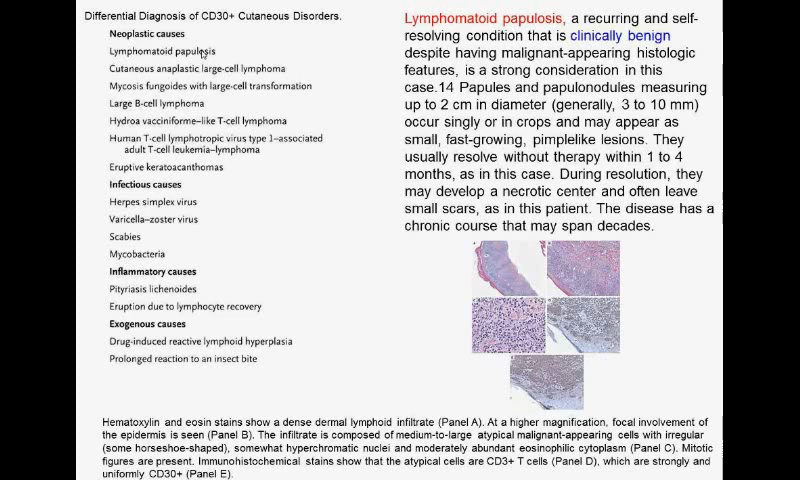 Differential Diagnosis of CD30+ Cutaneous Disorders.
Neoplastic causes
Lymphomatoid papulosis
Cutaneous anaplastic large-cell lymphoma
Mycosis fungoides with large-cell transformation
Large B-cell lymphoma
Hydroa vacciniforme–like T-cell lymphoma
Human T-cell lymphotropic virus type 1–associated
adult T-cell leukemia–lymphoma
Eruptive keratoacanthomas
Infectious causes
Herpes simplex virus
Varicella–zoster virus
Scabies
Mycobacteria
Inflammatory causes
Pityriasis lichenoides
Eruption due to lymphocyte recovery
Exogenous causes
Drug-induced reactive lymphoid hyperplasia
Prolonged reaction to an insect bite
Lymphomatoid papulosis, a recurring and self-
resolving condition that is clinically benign
despite having malignant-appearing histologic
features, is a strong consideration in this
case.14 Papules and papulonodules measuring
up to 2 cm in diameter (generally, 3 to 10 mm)
occur singly or in crops and may appear as
small, fast-growing, pimplelike lesions. They
usually resolve without therapy within 1 to 4
months, as in this case. During resolution, they
may develop a necrotic center and often leave
small scars, as in this patient. The disease has a
chronic course that may span decades.
Hematoxylin and eosin stains show a dense dermal lymphoid infiltrate (Panel A). At a higher magnification, focal involvement of
the epidermis is seen (Panel B). The infiltrate is composed of medium-to-large atypical malignant-appearing cells with irregular
(some horseshoe-shaped), somewhat hyperchromatic nuclei and moderately abundant eosinophilic cytoplasm (Panel C). Mitotic
figures are present. Immunohistochemical stains show that the atypical cells are CD3+ T cells (Panel D), which are strongly and
uniformly CD30+ (Panel E).